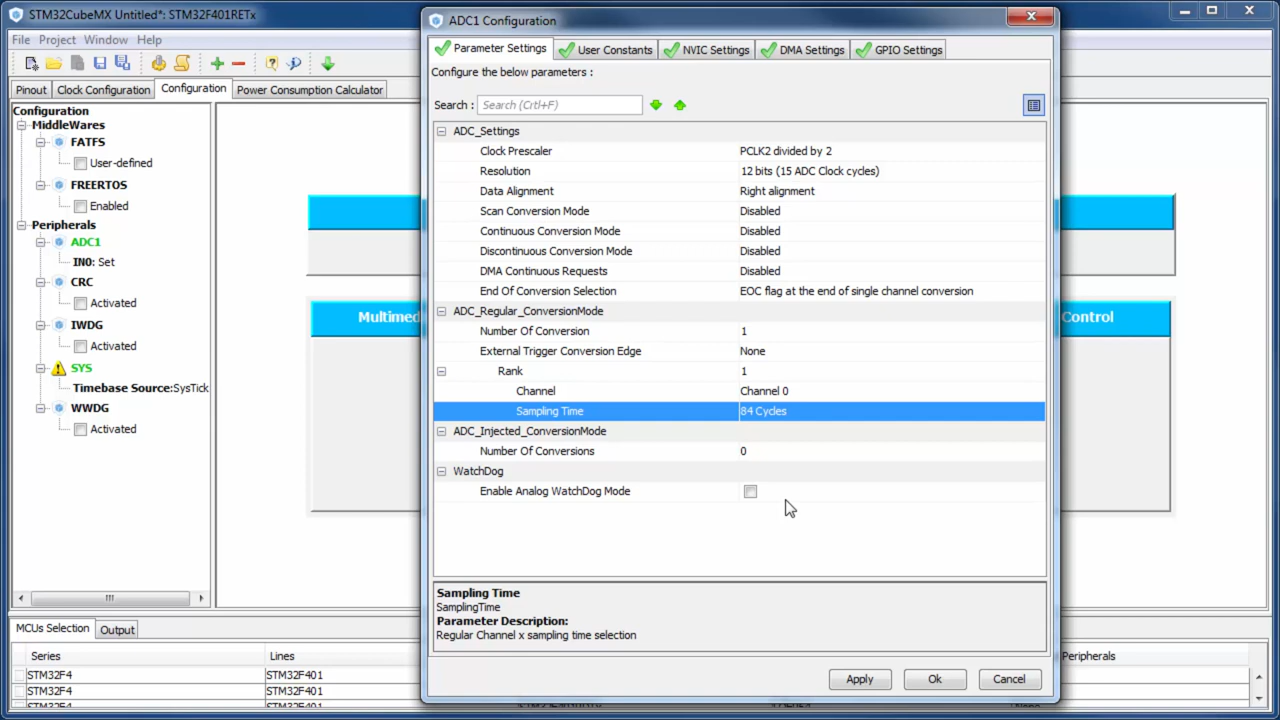 STM32CubeMX Untitled*: STM32F401RETx
File Project Window Help
Pinout Clock Configuration Configuration Power Consumption Calculator
Configuration
MiddleWares
FATFS
User-defined
FREERTOS
Enabled
Peripherals
ADC1
IN0: Set
CRC
Activated
IWDG
Activated
SYS
Timebase Source:SysTick
WWDG
Activated
Multimed
Control
ADC1 Configuration
Parameter Settings User Constants NVIC Settings DMA Settings GPIO Settings
Configure the below parameters :
Search : Search (Crtl+F)
ADC_Settings
Clock Prescaler PCLK2 divided by 2
Resolution 12 bits (15 ADC Clock cycles)
Data Alignment Right alignment
Scan Conversion Mode Disabled
Continuous Conversion Mode Disabled
Discontinuous Conversion Mode Disabled
DMA Continuous Requests Disabled
End Of Conversion Selection EOC flag at the end of single channel conversion
ADC_Regular_ConversionMode
Number Of Conversion 1
External Trigger Conversion Edge None
Rank 1
Channel Channel 0
Sampling Time 84 Cycles
ADC_Injected_ConversionMode
Number Of Conversions 0
WatchDog
Enable Analog WatchDog Mode
Sampling Time
SamplingTime
Parameter Description:
Regular Channel x sampling time selection
Apply Ok Cancel
MCUs Selection Output
Series Lines Peripherals
STM32F4 STM32F401
STM32F4 STM32F401
STM32F4 STM32F401